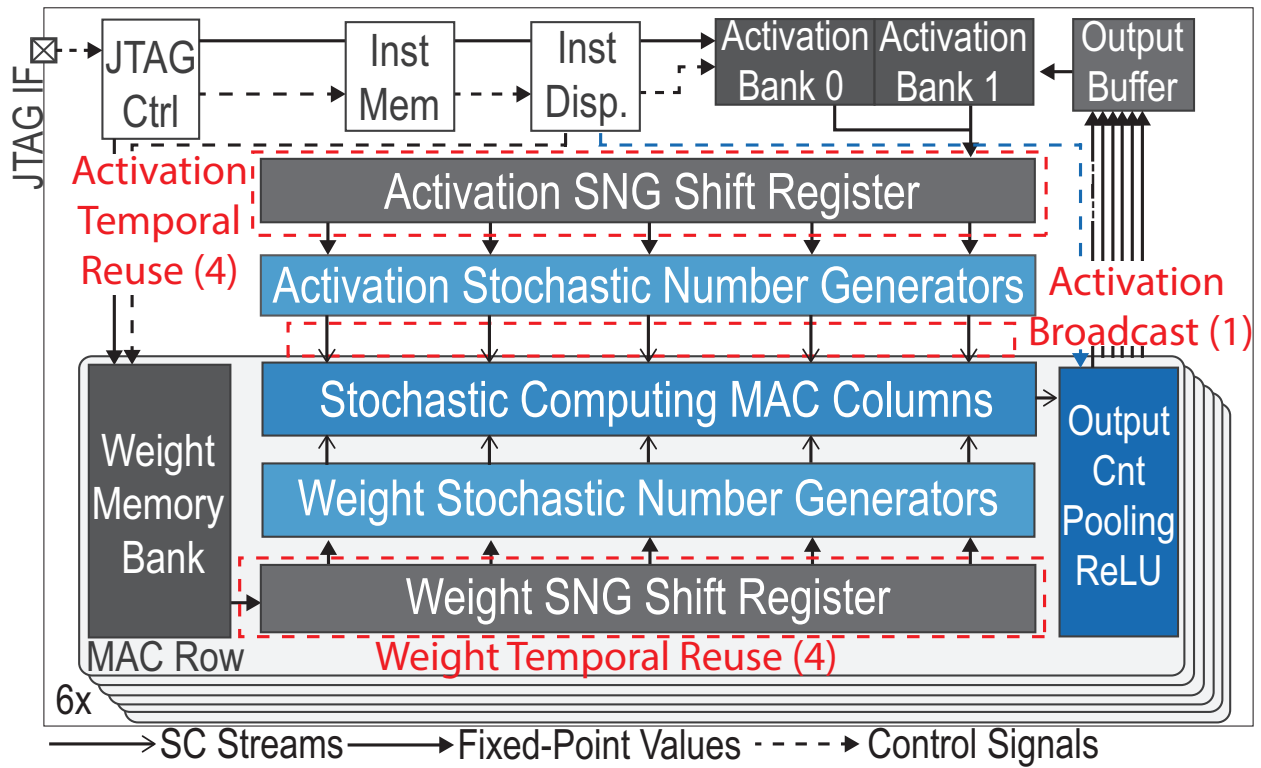 JTAG IF
JTAG
Ctrl
Inst
Mem
Inst
Disp.
Activation
Bank 0
Activation
Bank 1
Output
Buffer
Activation
Temporal
Reuse (4)
Activation SNG Shift Register
Activation Stochastic Number Generators
Activation
Broadcast (1)
Stochastic Computing MAC Columns
Weight
Memory
Bank
Weight Stochastic Number Generators
Output
Cnt
Pooling
ReLU
Weight SNG Shift Register
MAC Row
Weight Temporal Reuse (4)
6x
SC Streams
Fixed-Point Values
Control Signals